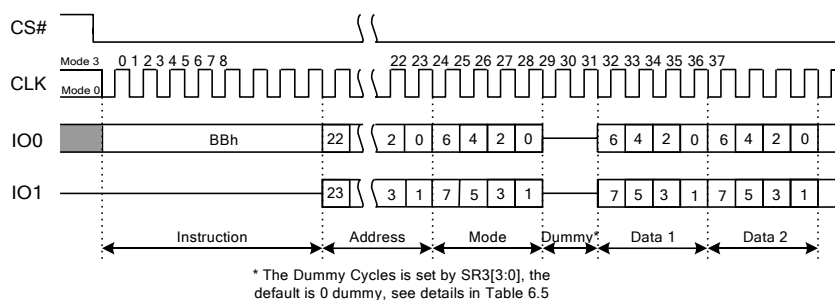 CS#
Mode 3 0 1 2 3 4 5 6 7 8 22 23 24 25 26 27 28 29 30 31 32 33 34 35 36 37
CLK
Mode 0
IO0 BBh 22 2 0 6 4 2 0 6 4 2 0 6 4 2 0
IO1 23 3 1 7 5 3 1 7 5 3 1 7 5 3 1
Instruction Address Mode Dummy* Data 1 Data 2
* The Dummy Cycles is set by SR3[3:0], the
default is 0 dummy, see details in Table 6.5